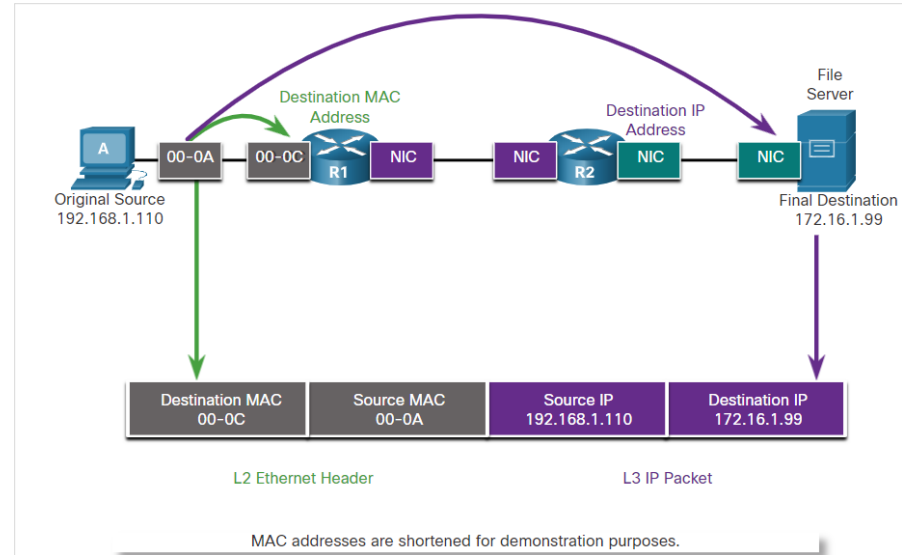 File
Server
Destination MAC
Address
Destination IP
Address
A
00-0A
00-0C
R1
NIC
NIC
R2
NIC
NIC
Original Source
192.168.1.110
Final Destination
172.16.1.99
Destination MAC
00-0C
Source MAC
00-0A
Source IP
192.168.1.110
Destination IP
172.16.1.99
L2 Ethernet Header
L3 IP Packet
MAC addresses are shortened for demonstration purposes.